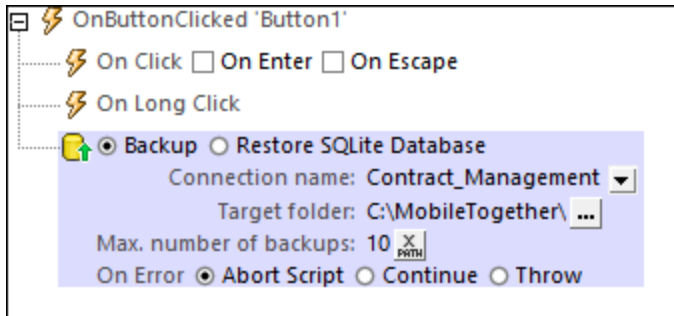 OnButtonClicked 'Button1'
On Click On Enter On Escape
On Long Click
Backup Restore SQLite Database
Connection name: Contract_Management
Target folder: C:\MobileTogether\ ...
Max. number of backups: 10 X PATH
On Error Abort Script Continue Throw